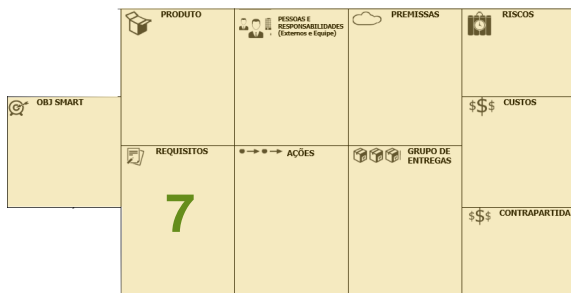 PRODUTO
PESSOAS E
RESPONSABILIDADES
(Externos e Equipe)
PREMISSAS
RISCOS
OBJ SMART
$$$ CUSTOS
REQUISITOS
AÇÕES
GRUPO DE
ENTREGAS
7
$$$ CONTRAPARTIDA